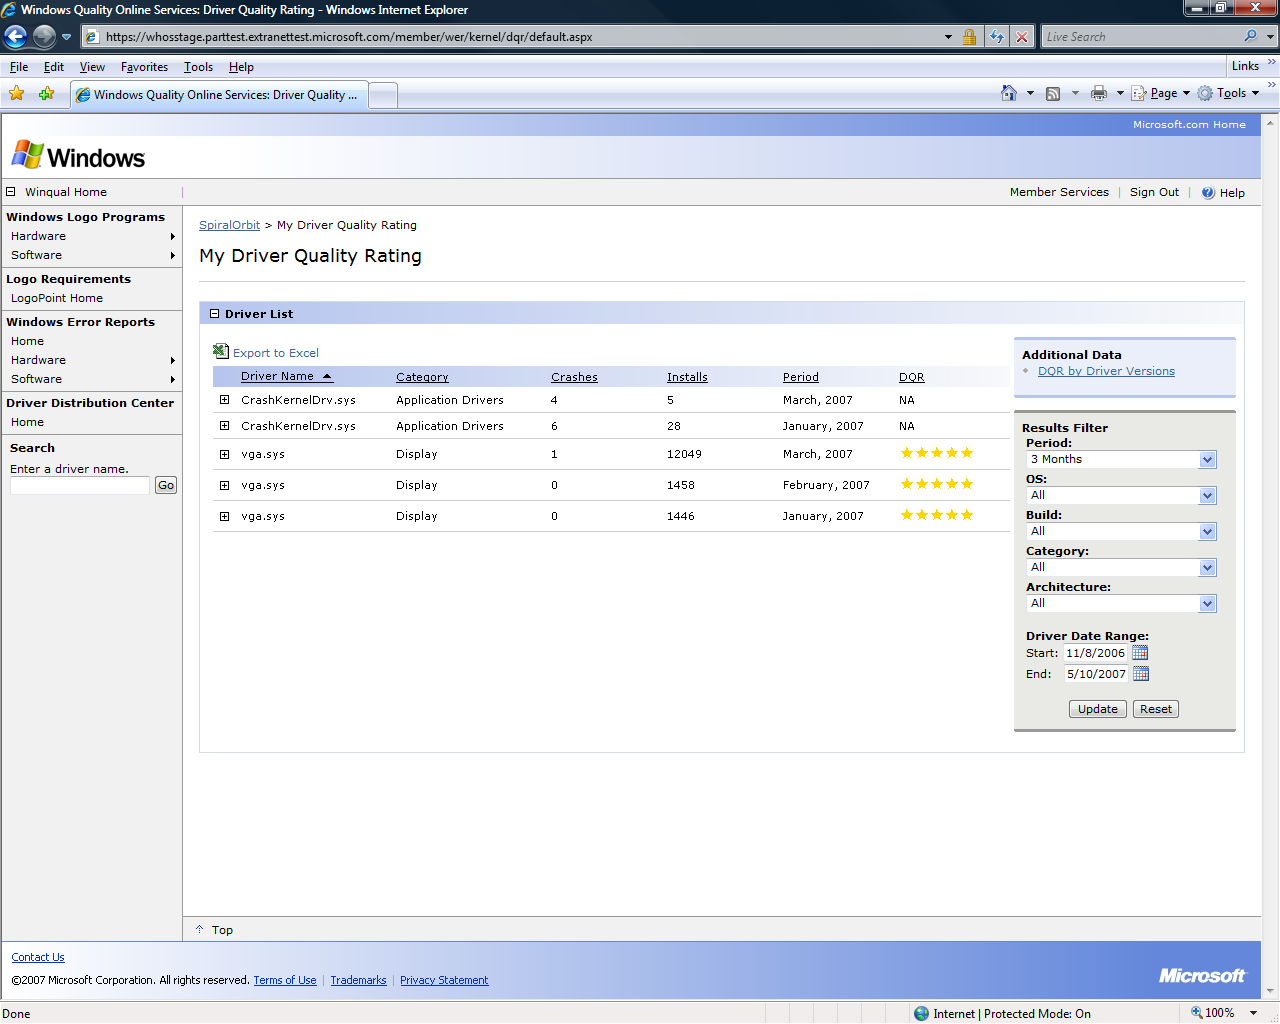 Windows Quality Online Services: Driver Quality Rating - Windows Internet Explorer
https://whosstage.parttest.extranettest.microsoft.com/member/wer/kernel/dqr/default.aspx
Live Search
File Edit View Favorites Tools Help
Links
Windows Quality Online Services: Driver Quality ...
Page Tools
Microsoft.com Home
Windows
Winqual Home
Member Services | Sign Out | Help
Windows Logo Programs
Hardware
Software
Logo Requirements
LogoPoint Home
Windows Error Reports
Home
Hardware
Software
Driver Distribution Center
Home
Search
Enter a driver name.
Go
SpiralOrbit > My Driver Quality Rating
My Driver Quality Rating
Driver List
Export to Excel
Driver Name Category Crashes Installs Period DQR
CrashKernelDrv.sys Application Drivers 4 5 March, 2007 NA
CrashKernelDrv.sys Application Drivers 6 28 January, 2007 NA
vga.sys Display 1 12049 March, 2007
vga.sys Display 0 1458 February, 2007
vga.sys Display 0 1446 January, 2007
Additional Data
DQR by Driver Versions
Results Filter
Period:
3 Months
OS:
All
Build:
All
Category:
All
Architecture:
All
Driver Date Range:
Start: 11/8/2006
End: 5/10/2007
Update Reset
Top
Contact Us
©2007 Microsoft Corporation. All rights reserved. Terms of Use | Trademarks | Privacy Statement
Microsoft
Done
Internet | Protected Mode: On
100%